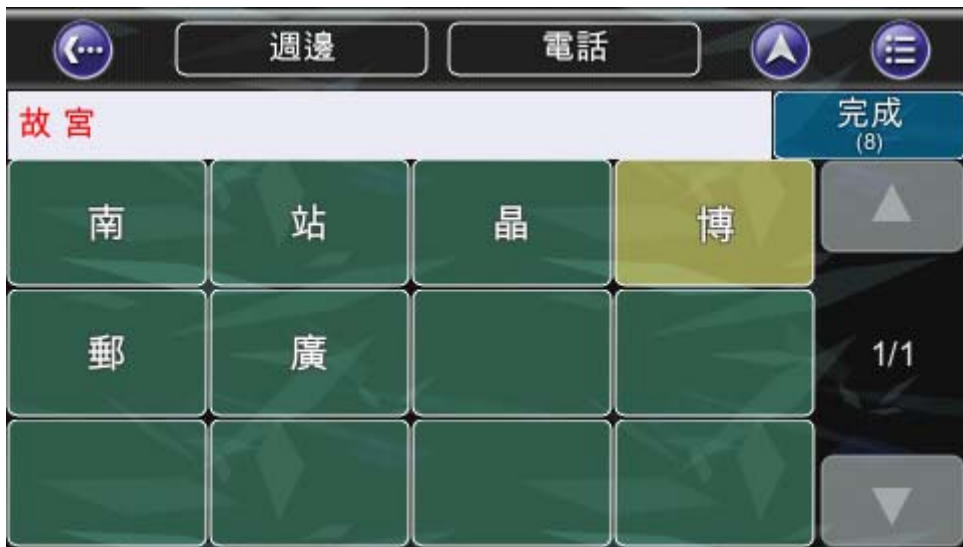 週邊 電話
故宮 完成
(8)
南 站 晶 博
郵 廣 1/1